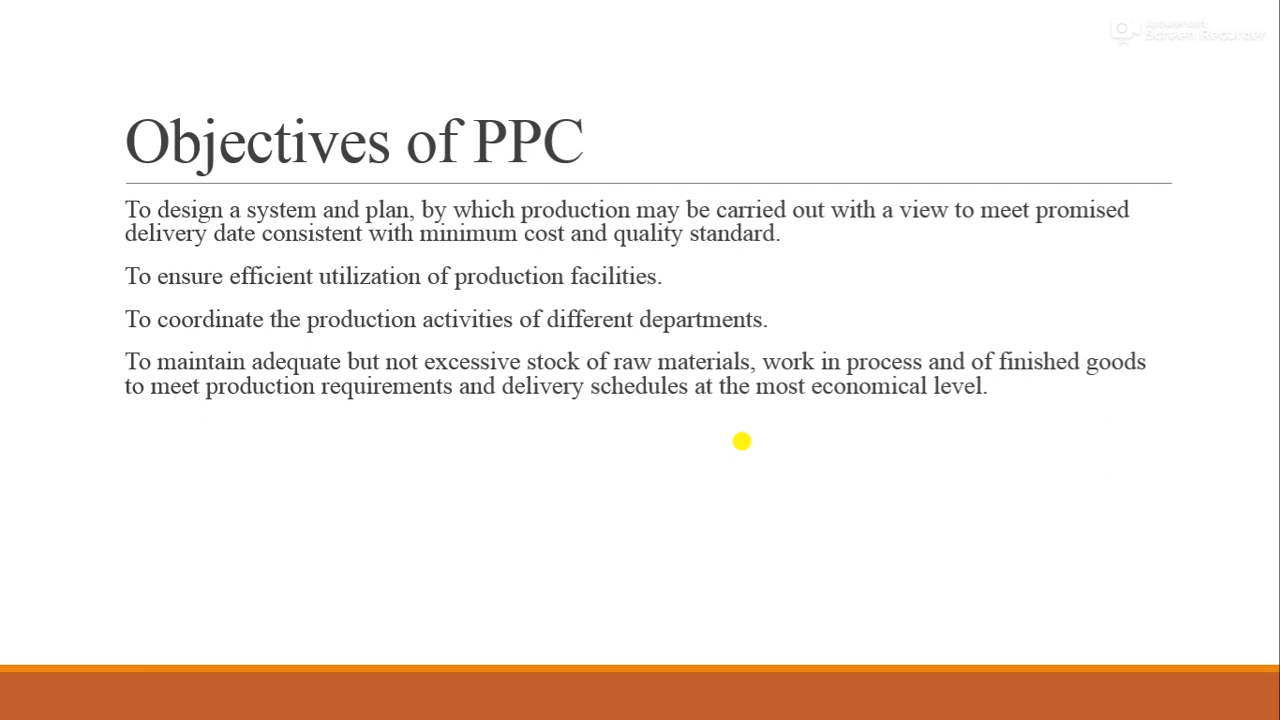 Apowersoft
Screen Recorder
Objectives of PPC
To design a system and plan, by which production may be carried out with a view to meet promised
delivery date consistent with minimum cost and quality standard.
To ensure efficient utilization of production facilities.
To coordinate the production activities of different departments.
To maintain adequate but not excessive stock of raw materials, work in process and of finished goods
to meet production requirements and delivery schedules at the most economical level.